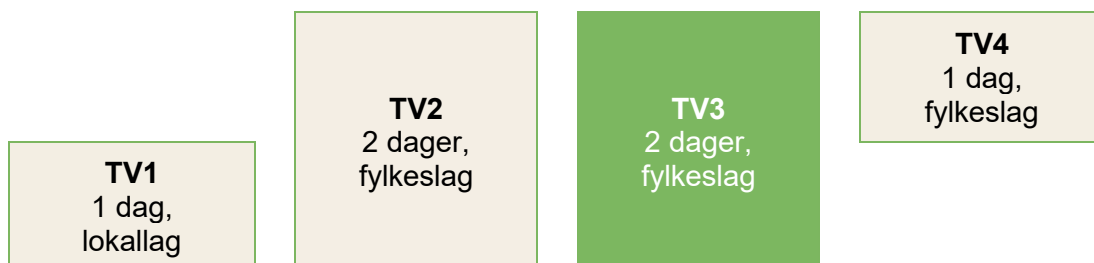 TV1
1 dag,
lokallag
TV2
2 dager,
fylkeslag
TV3
2 dager,
fylkeslag
TV4
1 dag,
fylkeslag